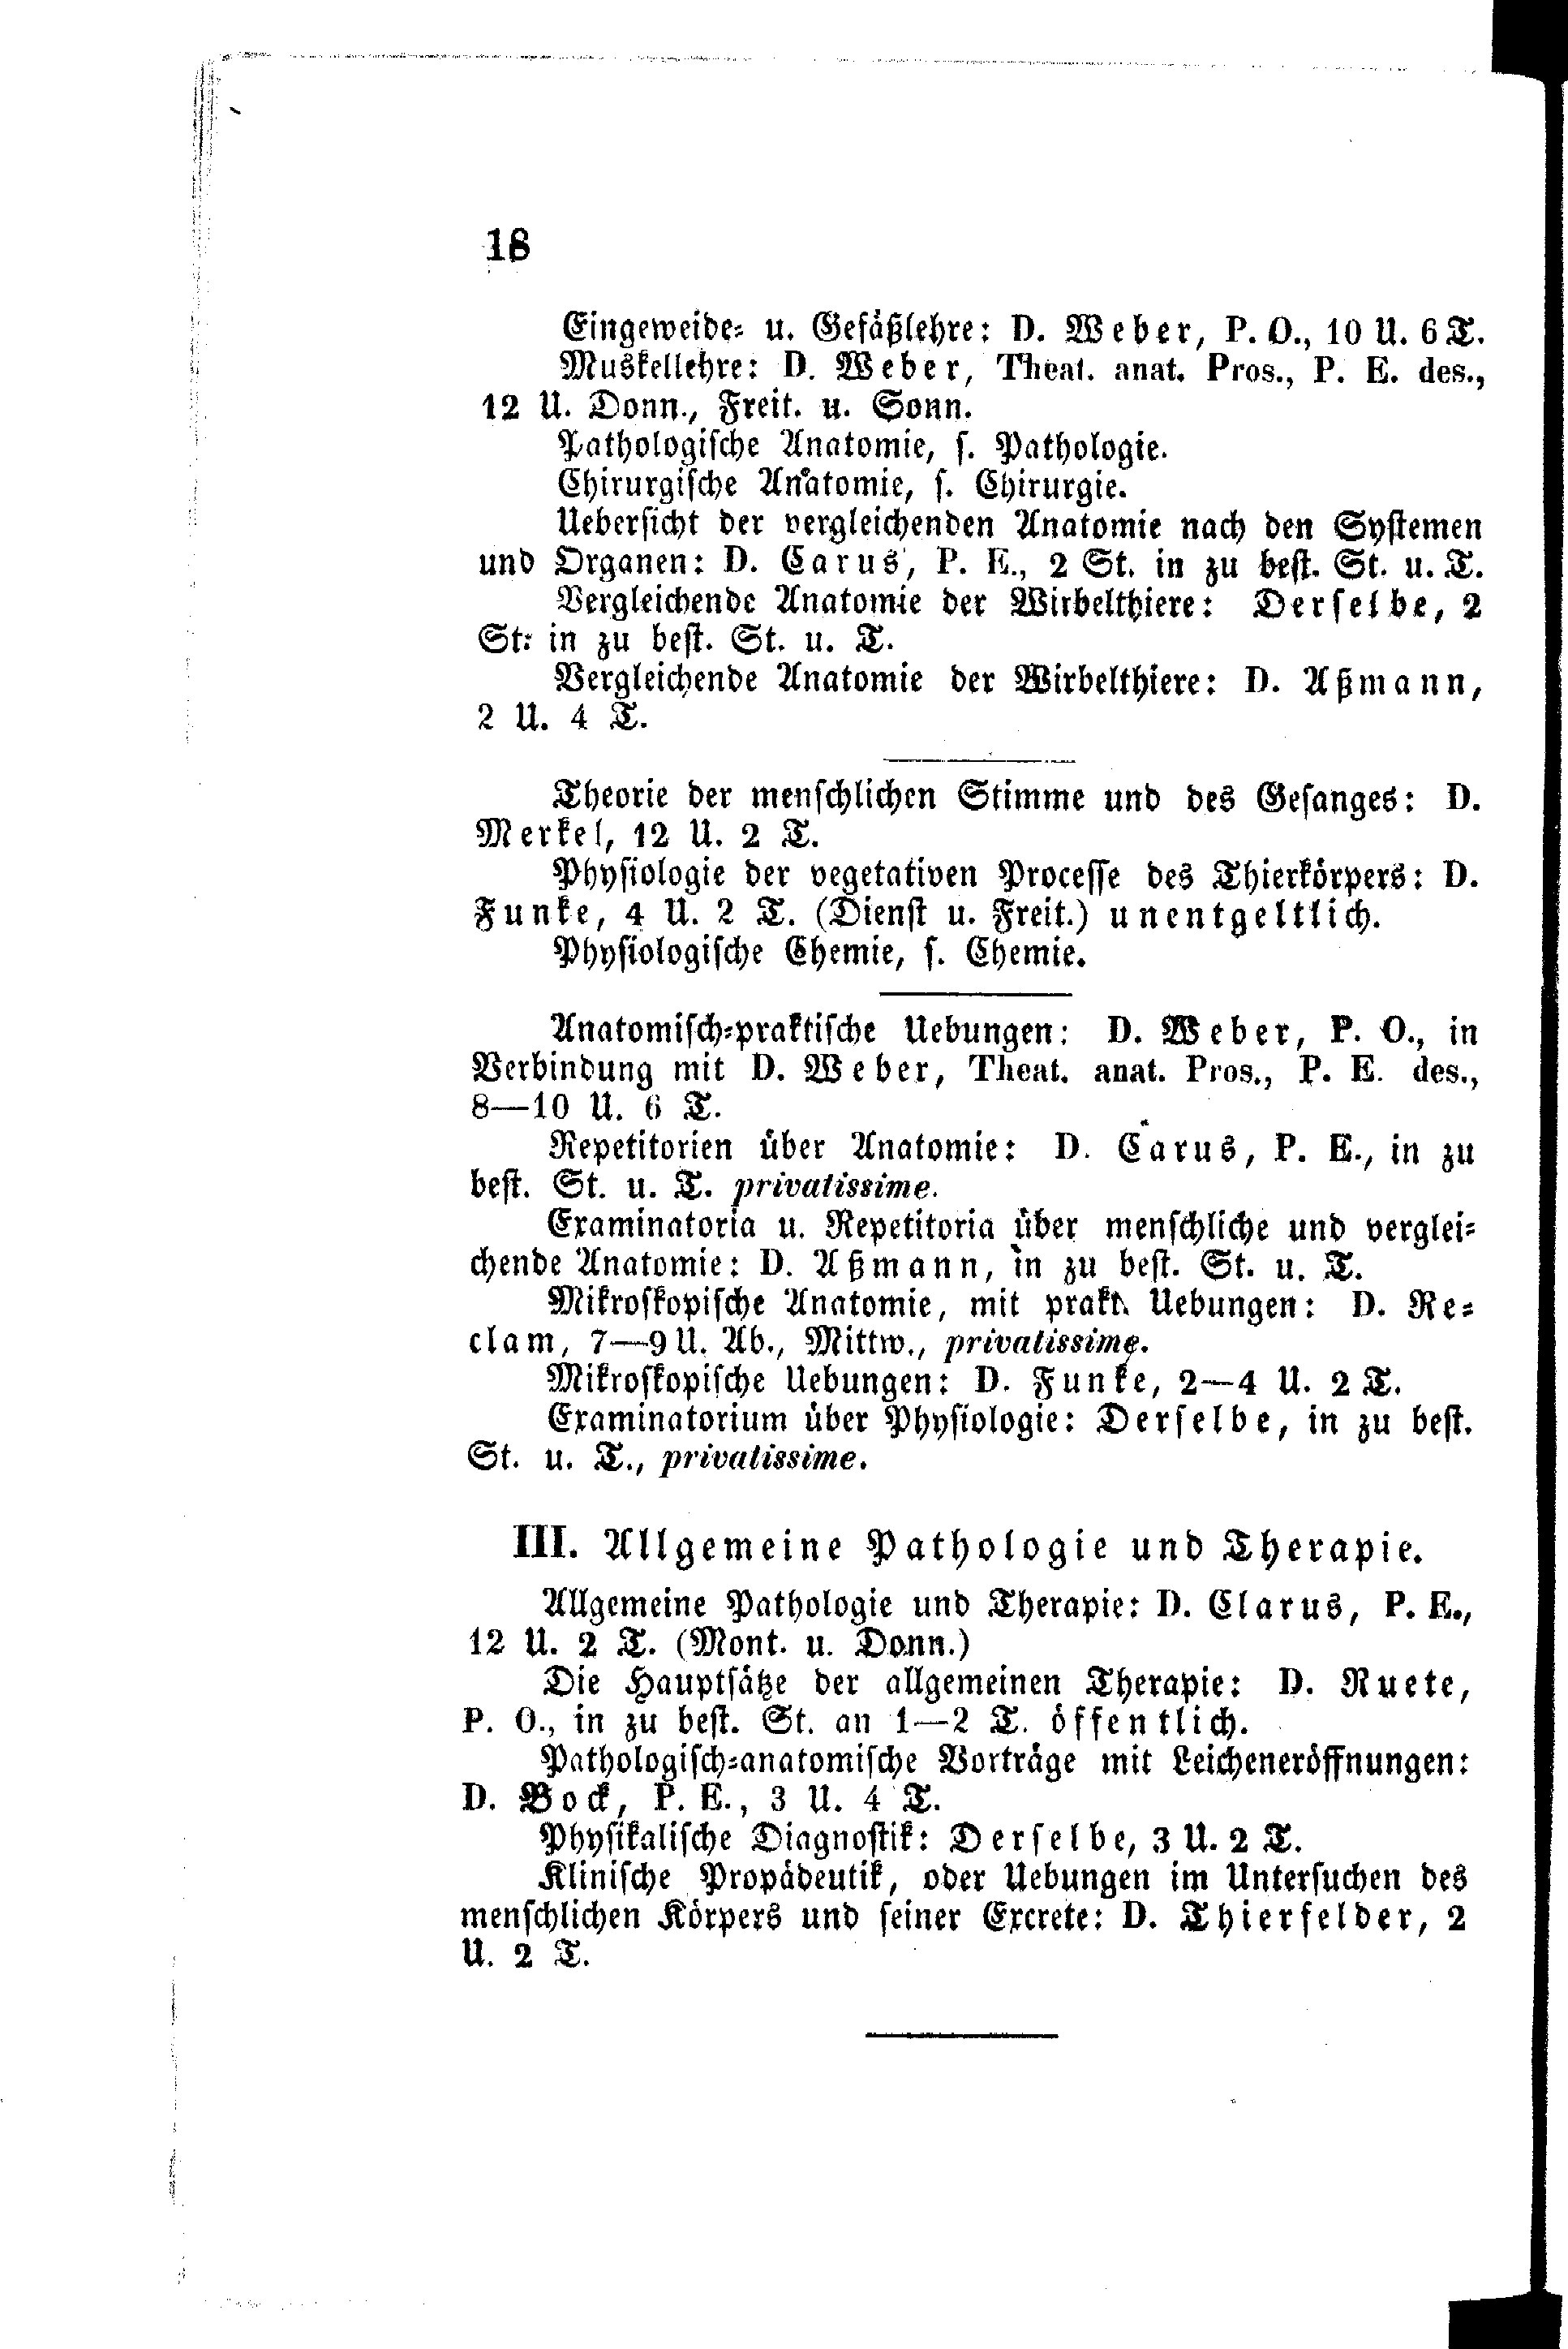 18
Eingeweide- u. Gefäßlehre: D. Weber, P. O., 10 U. 6 T.
Muskellehre: D. Weber, Theat. anat. Pros., P. E. des.,
12 U. Donn., Freit. u. Sonn.
Pathologische Anatomie, s. Pathologie.
Chirurgische Anatomie, s. Chirurgie.
Uebersicht der vergleichenden Anatomie nach den Systemen
und Organen: D. Carus, P. E., 2 St. in zu best. St. u. T.
Vergleichende Anatomie der Wirbelthiere: Derselbe, 2
St. in zu best. St. u. T.
Vergleichende Anatomie der Wirbelthiere: D. Aßmann,
2 U. 4 T.
Theorie der menschlichen Stimme und des Gesanges: D.
Merkel, 12 U. 2 T.
Physiologie der vegetativen Processe des Thierkörpers: D.
Funke, 4 U. 2 T. (Dienst u. Freit.) unentgeltlich.
Physiologische Chemie, s. Chemie.
Anatomisch-praktische Uebungen: D. Weber, P. O., in
Verbindung mit D. Weber, Theat. anat. Pros., P. E. des.,
8—10 U. 6 T.
Repetitorien über Anatomie: D. Carus, P. E., in zu
best. St. u. T. privatissime.
Examinatoria u. Repetitoria über menschliche und verglei-
chende Anatomie: D. Aßmann, in zu best. St. u. T.
Mikroskopische Anatomie, mit prakt. Uebungen: D. Re-
clam, 7—9 U. Ab., Mittw., privatissime.
Mikroskopische Uebungen: D. Funke, 2—4 U. 2 T.
Examinatorium über Physiologie: Derselbe, in zu best.
St. u. T., privatissime.
III. Allgemeine Pathologie und Therapie.
Allgemeine Pathologie und Therapie: D. Clarus, P. E.,
12 U. 2 T. (Mont. u. Donn.)
Die Hauptsätze der allgemeinen Therapie: D. Ruete,
P. O., in zu best. St. an 1—2 T. öffentlich.
Pathologisch-anatomische Vorträge mit Leicheneröffnungen:
D. Bock, P. E., 3 U. 4 T.
Physikalische Diagnostik: Derselbe, 3 U. 2 T.
Klinische Propädeutik, oder Uebungen im Untersuchen des
menschlichen Körpers und seiner Excrete: D. Thierfelder, 2
U. 2 T.